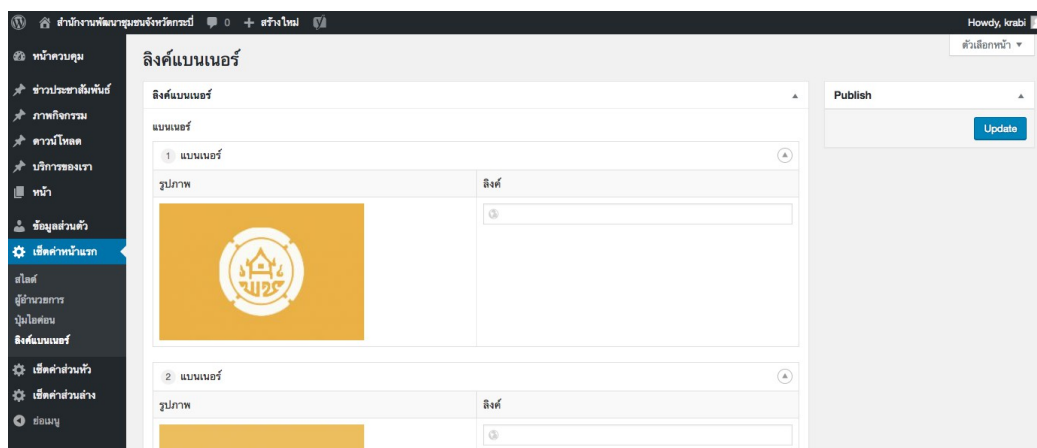 สำนักงานพัฒนาชุมชนจังหวัดกระบี่ 0 + สร้างใหม่ Howdy, krabi
ตัวเลือกหน้า ▼
หน้าควบคุม
ข่าวประชาสัมพันธ์
ภาพกิจกรรม
ดาวน์โหลด
บริการของเรา
หน้า
ข้อมูลส่วนตัว
เซ็ตค่าหน้าแรก
สไลด์
ผู้อำนวยการ
ปุ่มไอค่อน
ลิงค์แบนเนอร์
เซ็ตค่าส่วนหัว
เซ็ตค่าส่วนล่าง
ย่อเมนู
ลิงค์แบนเนอร์
ลิงค์แบนเนอร์
แบนเนอร์
1 แบนเนอร์
รูปภาพ ลิงค์
พช
2 แบนเนอร์
รูปภาพ ลิงค์
Publish
Update